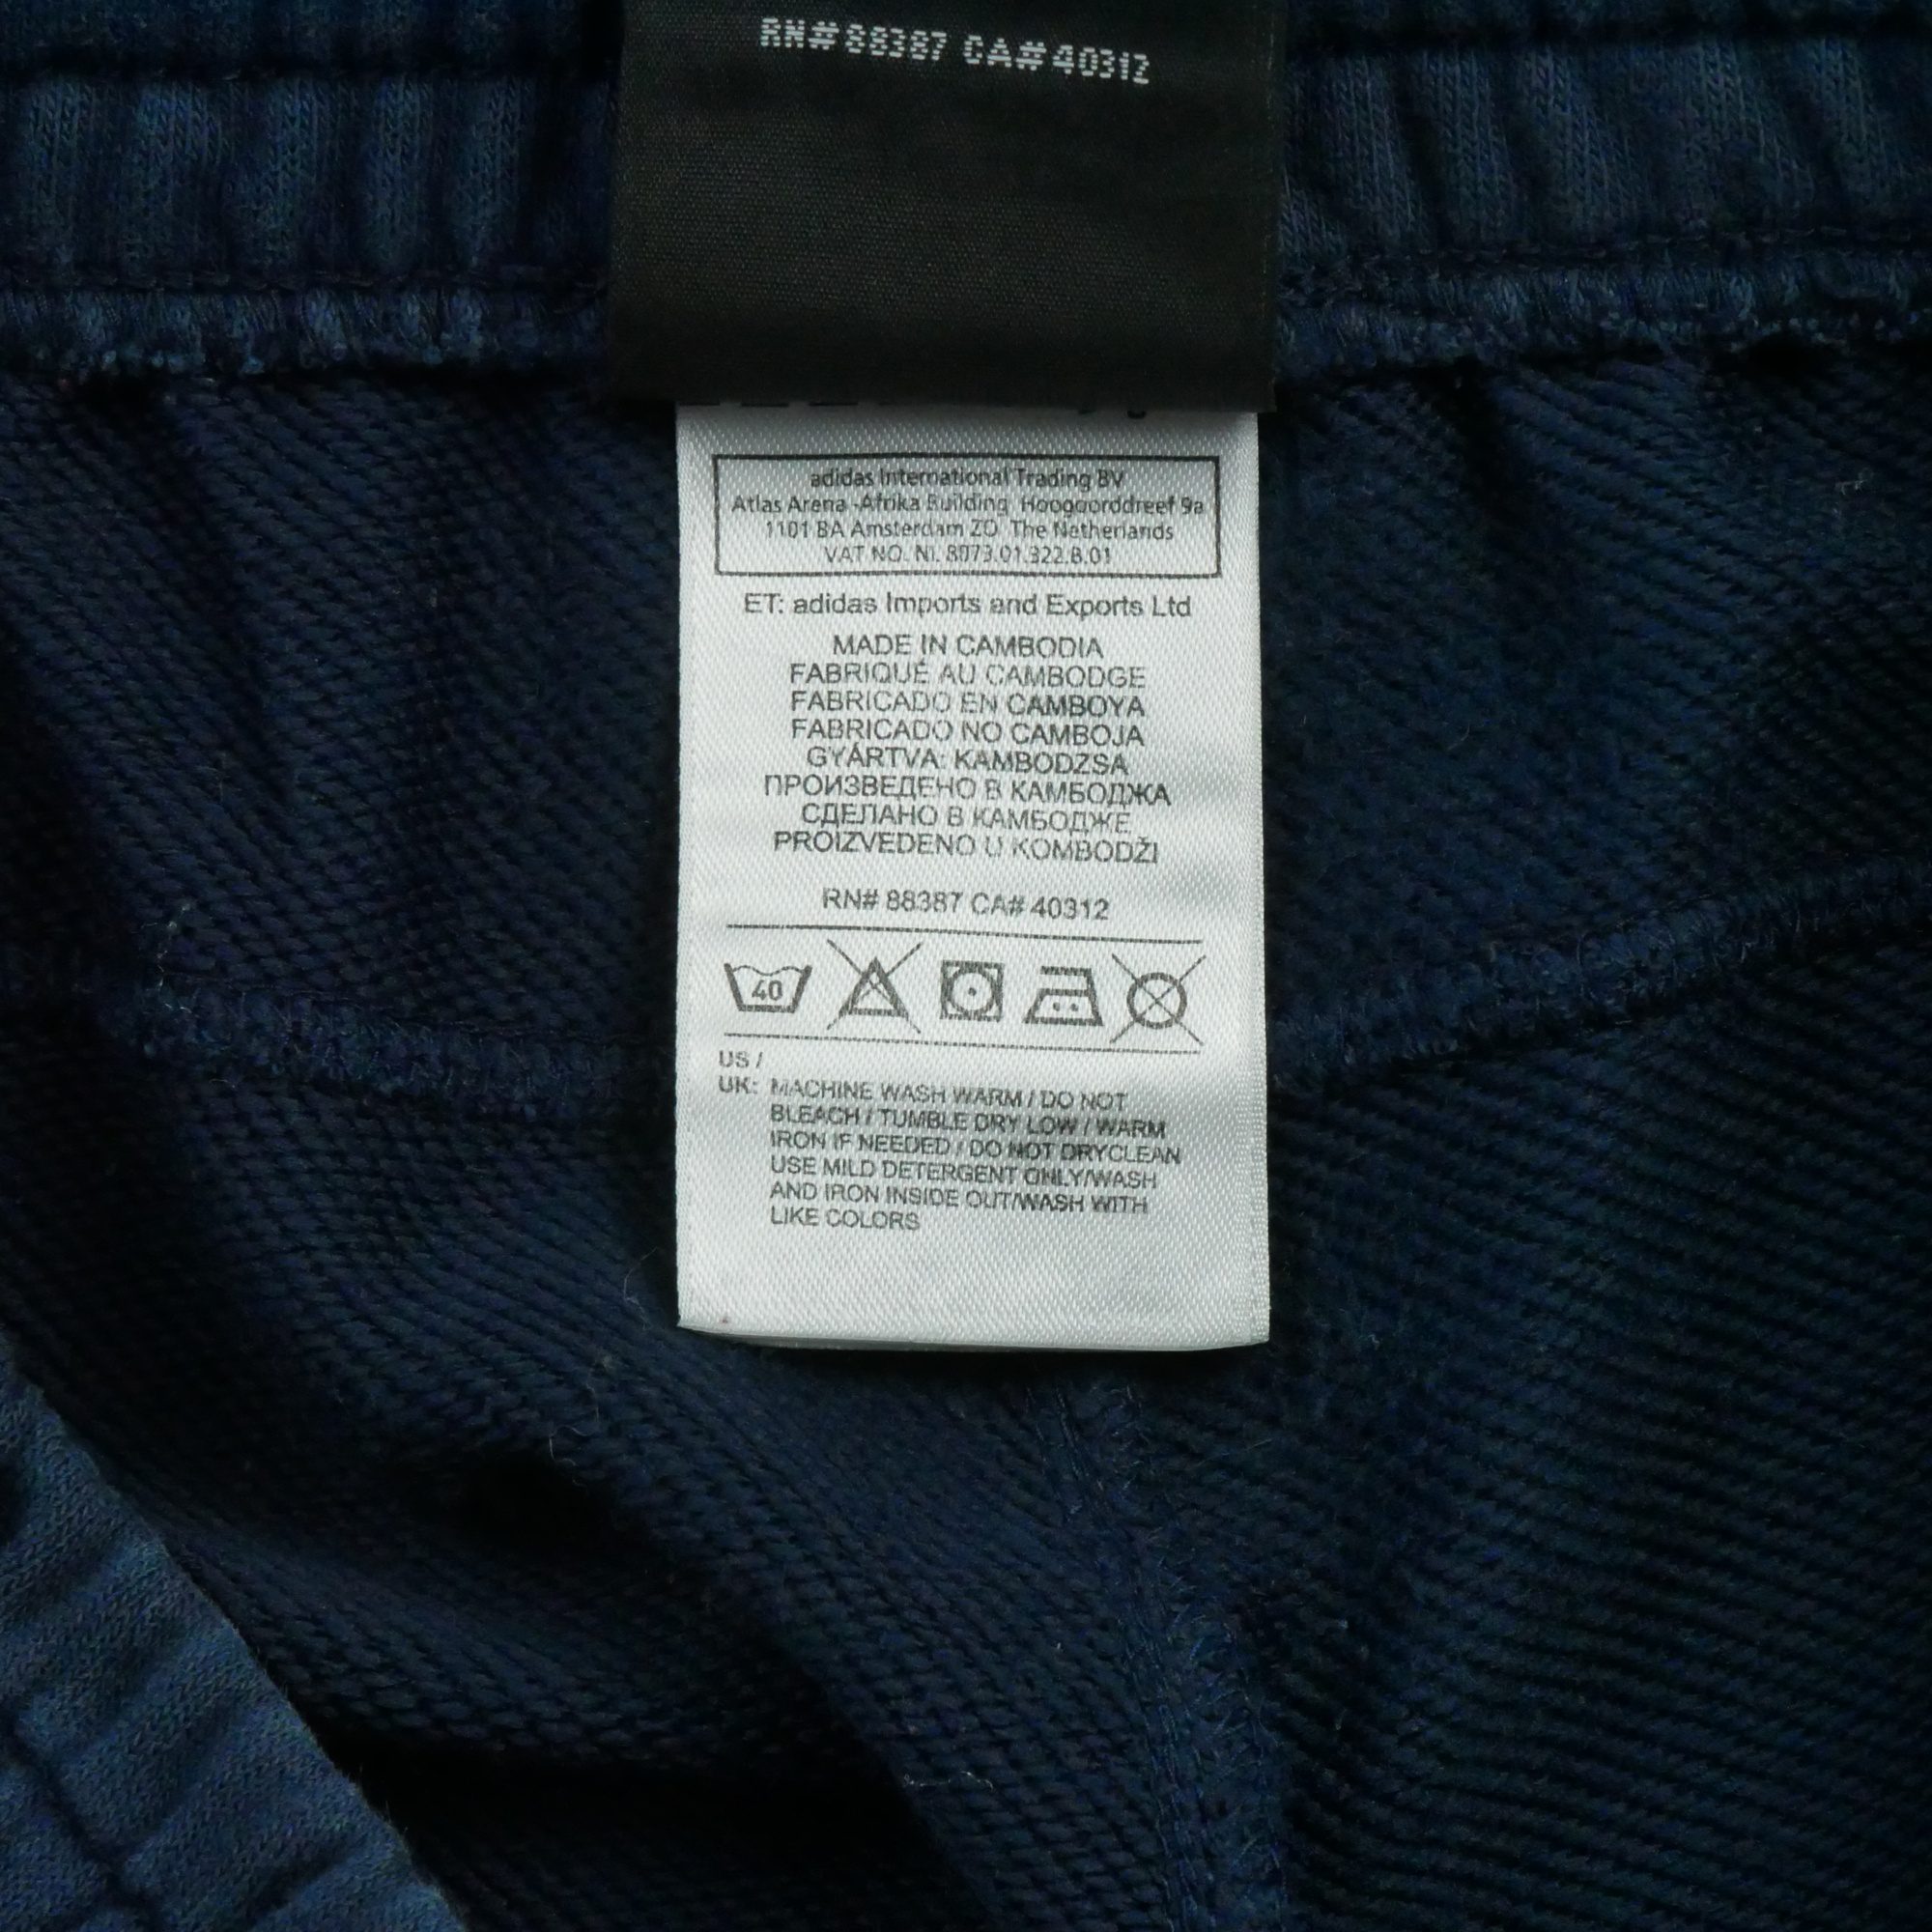 RN#88387 CA#40312
adidas International Trading BV
Atlas Arena -Afrika Building Hoogoorddreef 9a
1101 BA Amsterdam ZO The Netherlands
VAT NO. NL 8073.01.322.B.01
ET: adidas Imports and Exports Ltd
MADE IN CAMBODIA
FABRIQUÉ AU CAMBODGE
FABRICADO EN CAMBOYA
FABRICADO NO CAMBOJA
GYÁRTVA: KAMBODZSA
ПРОИЗВЕДЕНО В КАМБОДЖА
СДЕЛАНО В КАМБОДЖЕ
PROIZVEDENO U KOMBODŽI
RN# 88387 CA# 40312
40
US /
UK: MACHINE WASH WARM / DO NOT
BLEACH / TUMBLE DRY LOW / WARM
IRON IF NEEDED / DO NOT DRYCLEAN
USE MILD DETERGENT ONLY/WASH
AND IRON INSIDE OUT/WASH WITH
LIKE COLORS